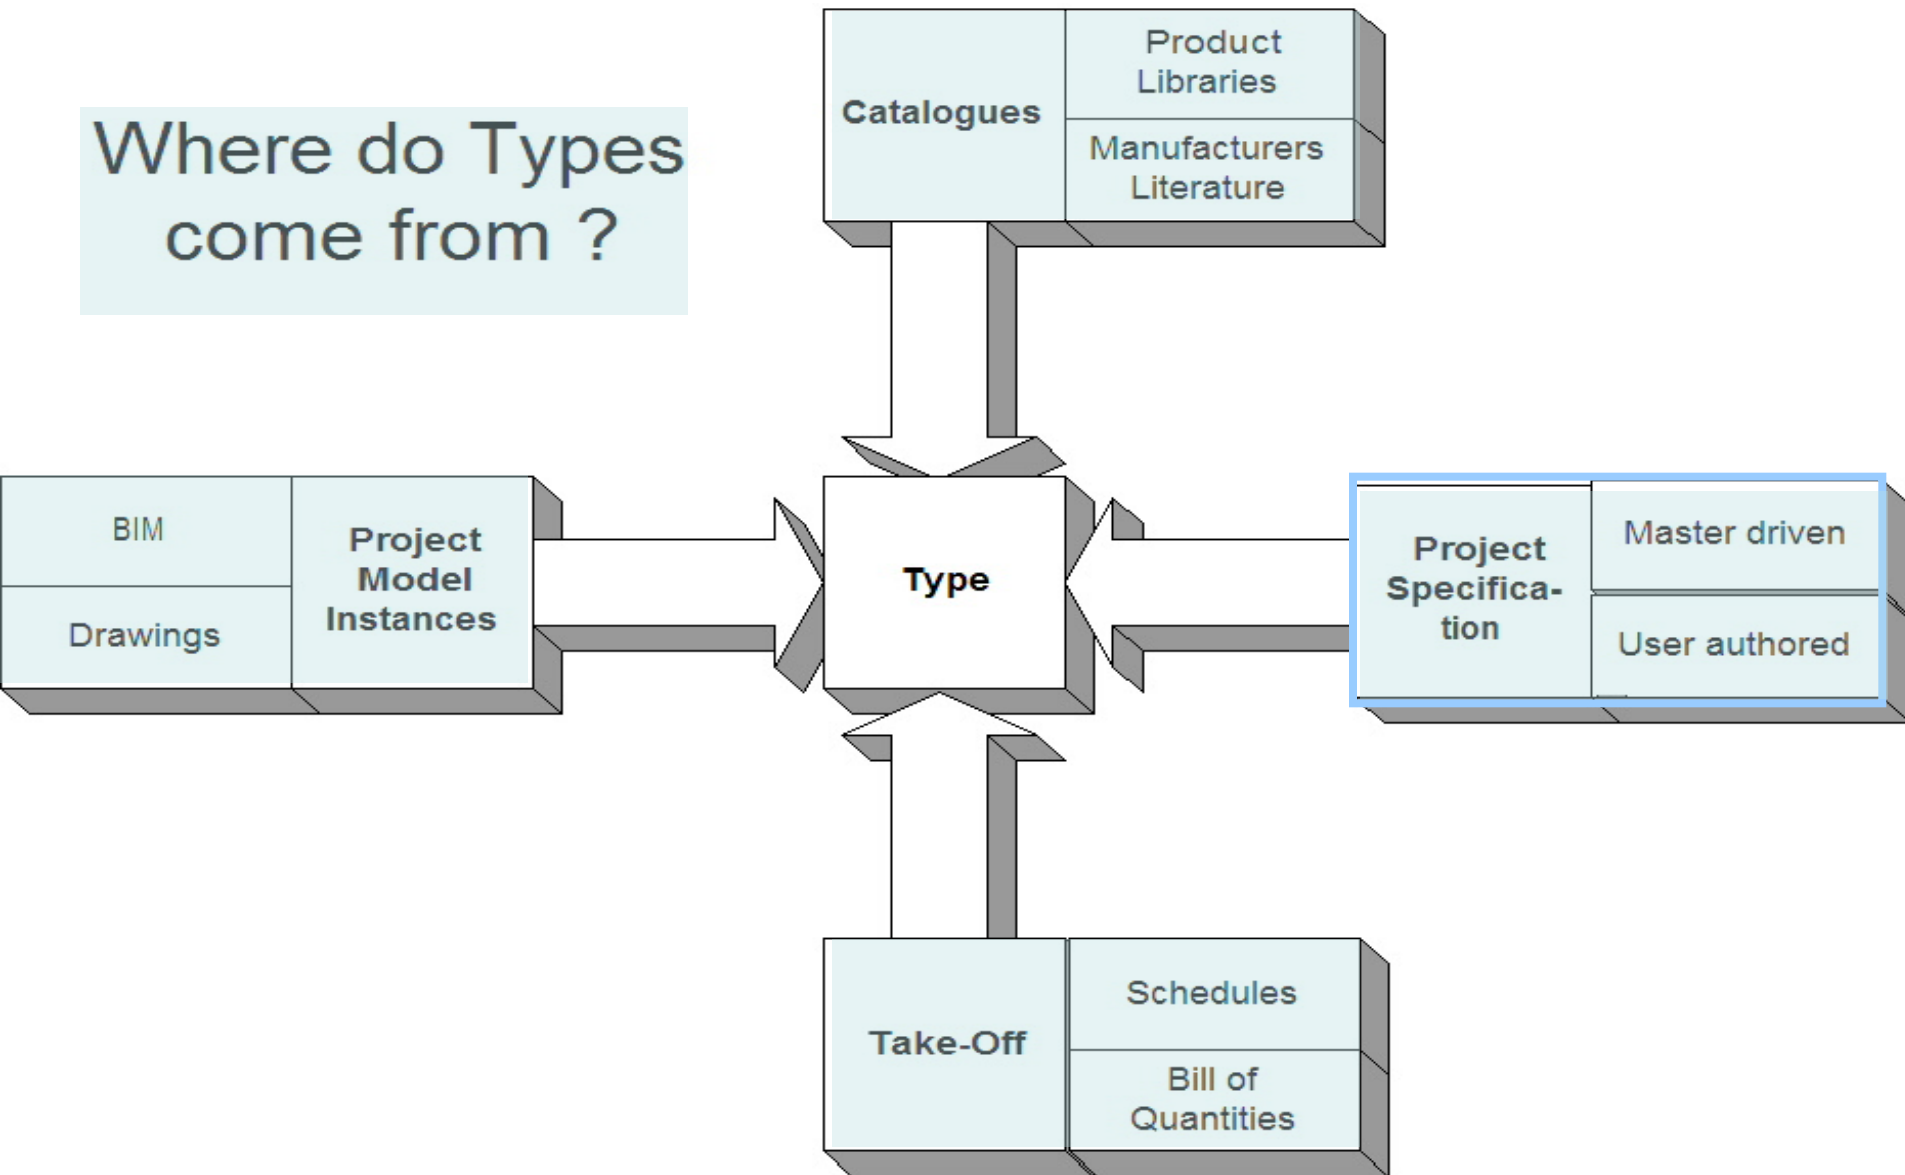 Where do Types
come from ?
Catalogues
Product
Libraries
Manufacturers
Literature
BIM
Drawings
Project
Model
Instances
Type
Project
Specifica-
tion
Master driven
User authored
Take-Off
Schedules
Bill of
Quantities